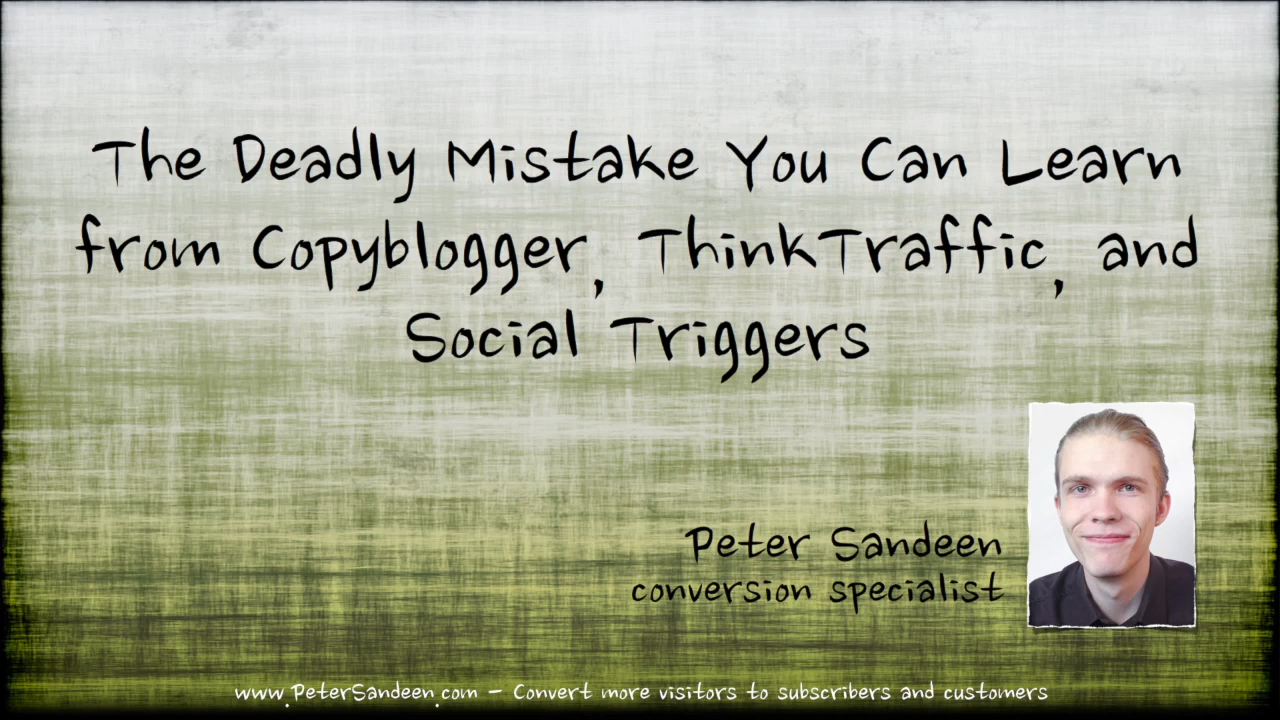 The Deadly Mistake You Can Learn
from Copyblogger, ThinkTraffic, and
Social Triggers
Peter Sandeen
conversion specialist
www.PeterSandeen.com – Convert more visitors to subscribers and customers